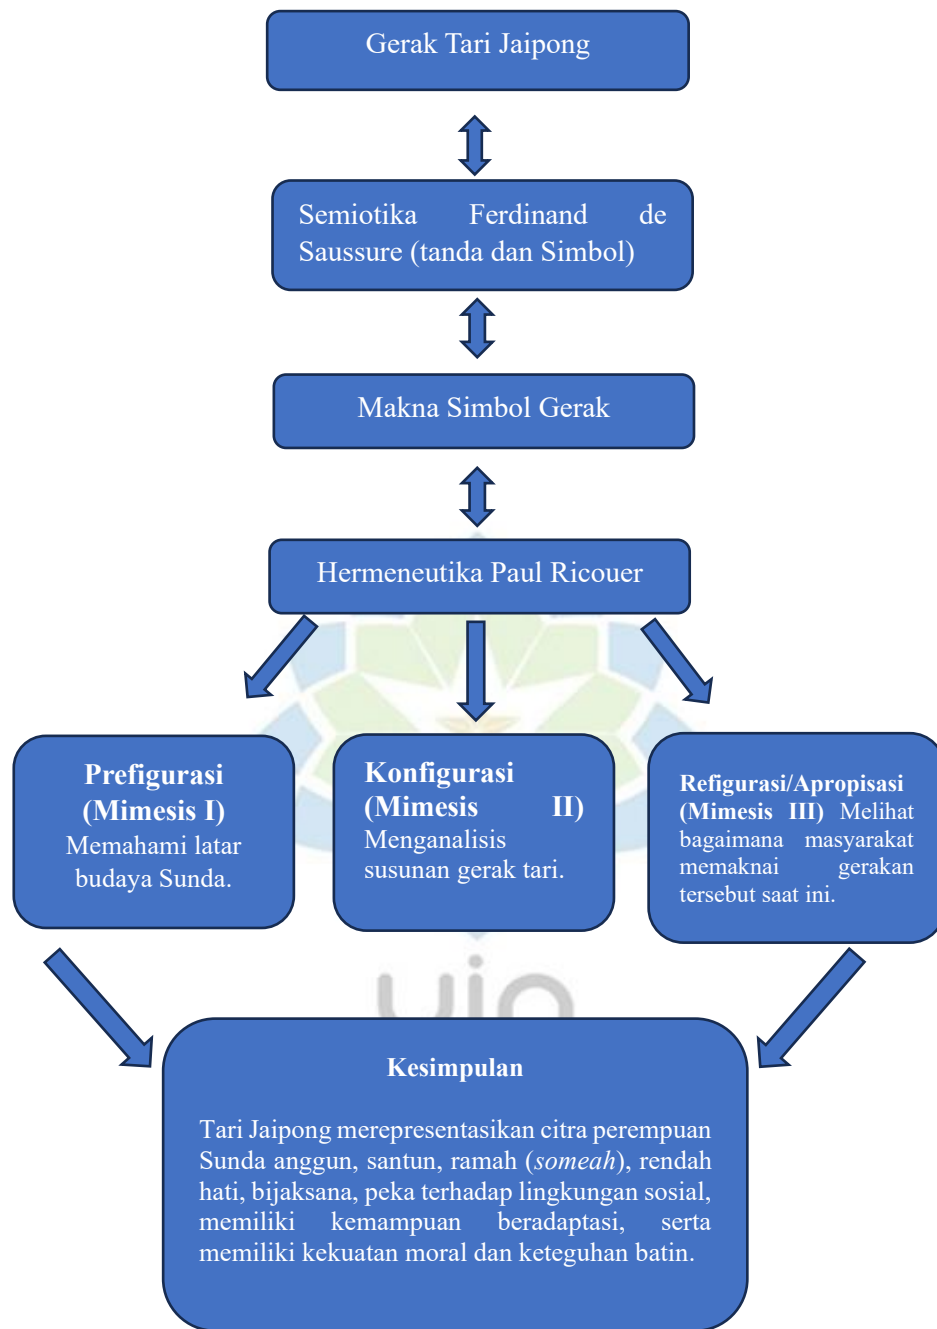 Gerak Tari Jaipong
Semiotika Ferdinand de
Saussure (tanda dan Simbol)
Makna Simbol Gerak
Hermeneutika Paul Ricouer
Prefigurasi
(Mimesis I)
Memahami latar
budaya Sunda.
Konfigurasi
(Mimesis II)
Menganalisis
susunan gerak tari.
Refigurasi/Apropisasi
(Mimesis III) Melihat
bagaimana masyarakat
memaknai gerakan
tersebut saat ini.
uin
Kesimpulan
Tari Jaipong merepresentasikan citra perempuan
Sunda anggun, santun, ramah (someah), rendah
hati, bijaksana, peka terhadap lingkungan sosial,
memiliki kemampuan beradaptasi, serta
memiliki kekuatan moral dan keteguhan batin.